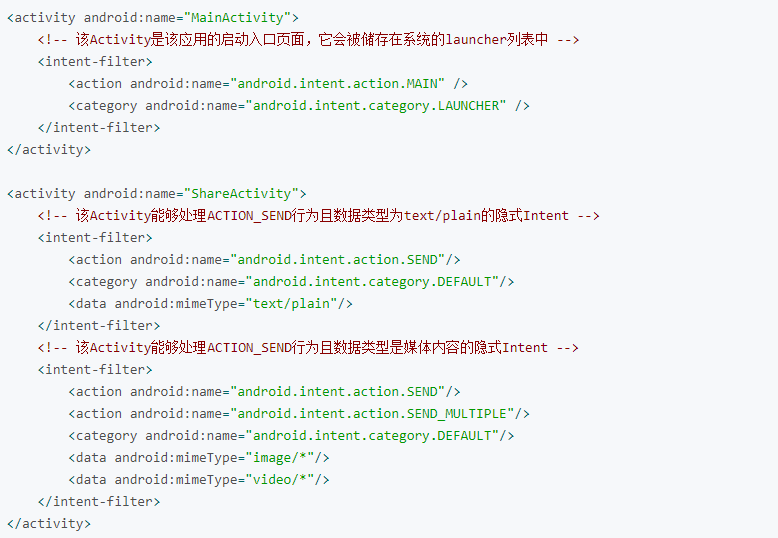 <activity android:name="MainActivity">
    <!-- 该Activity是该应用的启动入口页面，它会被储存在系统的launcher列表中 -->
    <intent-filter>
        <action android:name="android.intent.action.MAIN" />
        <category android:name="android.intent.category.LAUNCHER" />
    </intent-filter>
</activity>

<activity android:name="ShareActivity">
    <!-- 该Activity能够处理ACTION_SEND行为且数据类型为text/plain的隐式Intent -->
    <intent-filter>
        <action android:name="android.intent.action.SEND"/>
        <category android:name="android.intent.category.DEFAULT"/>
        <data android:mimeType="text/plain"/>
    </intent-filter>
    <!-- 该Activity能够处理ACTION_SEND行为且数据类型是媒体内容的隐式Intent -->
    <intent-filter>
        <action android:name="android.intent.action.SEND"/>
        <action android:name="android.intent.action.SEND_MULTIPLE"/>
        <category android:name="android.intent.category.DEFAULT"/>
        <data android:mimeType="image/*"/>
        <data android:mimeType="video/*"/>
    </intent-filter>
</activity>